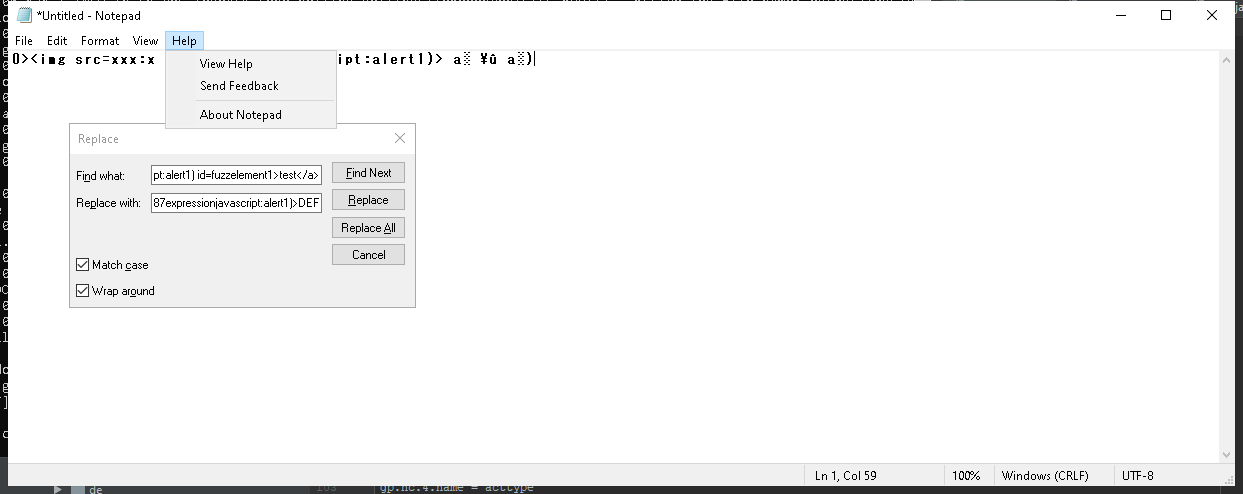 *Untitled - Notepad
File Edit Format View Help
0><img src=xxx:x ipt:alert1)> a░ ¥û a░)
View Help
Send Feedback
About Notepad
Replace
Find what: pt:alert1) id=fuzzelement1>test</a> Find Next
Replace with: 87expressionjavascript:alert1)>DEF Replace
Replace All
Cancel
Match case
Wrap around
Ln 1, Col 59 100% Windows (CRLF) UTF-8
de gp.nc.4.name = acttype